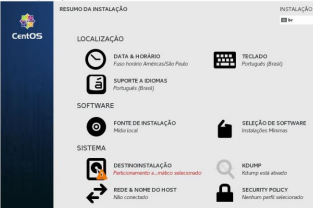 RESUMO DA INSTALAÇÃO
INSTALAÇÃO
br
CentOS
LOCALIZAÇÃO
DATA & HORÁRIO
Fuso horário Américas/São Paulo
TECLADO
Português (Brasil)
á
SUPORTE A IDIOMAS
Português (Brasil)
SOFTWARE
FONTE DE INSTALAÇÃO
Mídia local
SELEÇÃO DE SOFTWARE
Instalações Mínimas
SISTEMA
DESTINOINSTALAÇÃO
Particionamento a...mático selecionado
KDUMP
Kdump está ativado
REDE & NOME DO HOST
Não conectado
SECURITY POLICY
Nenhum perfil selecionado